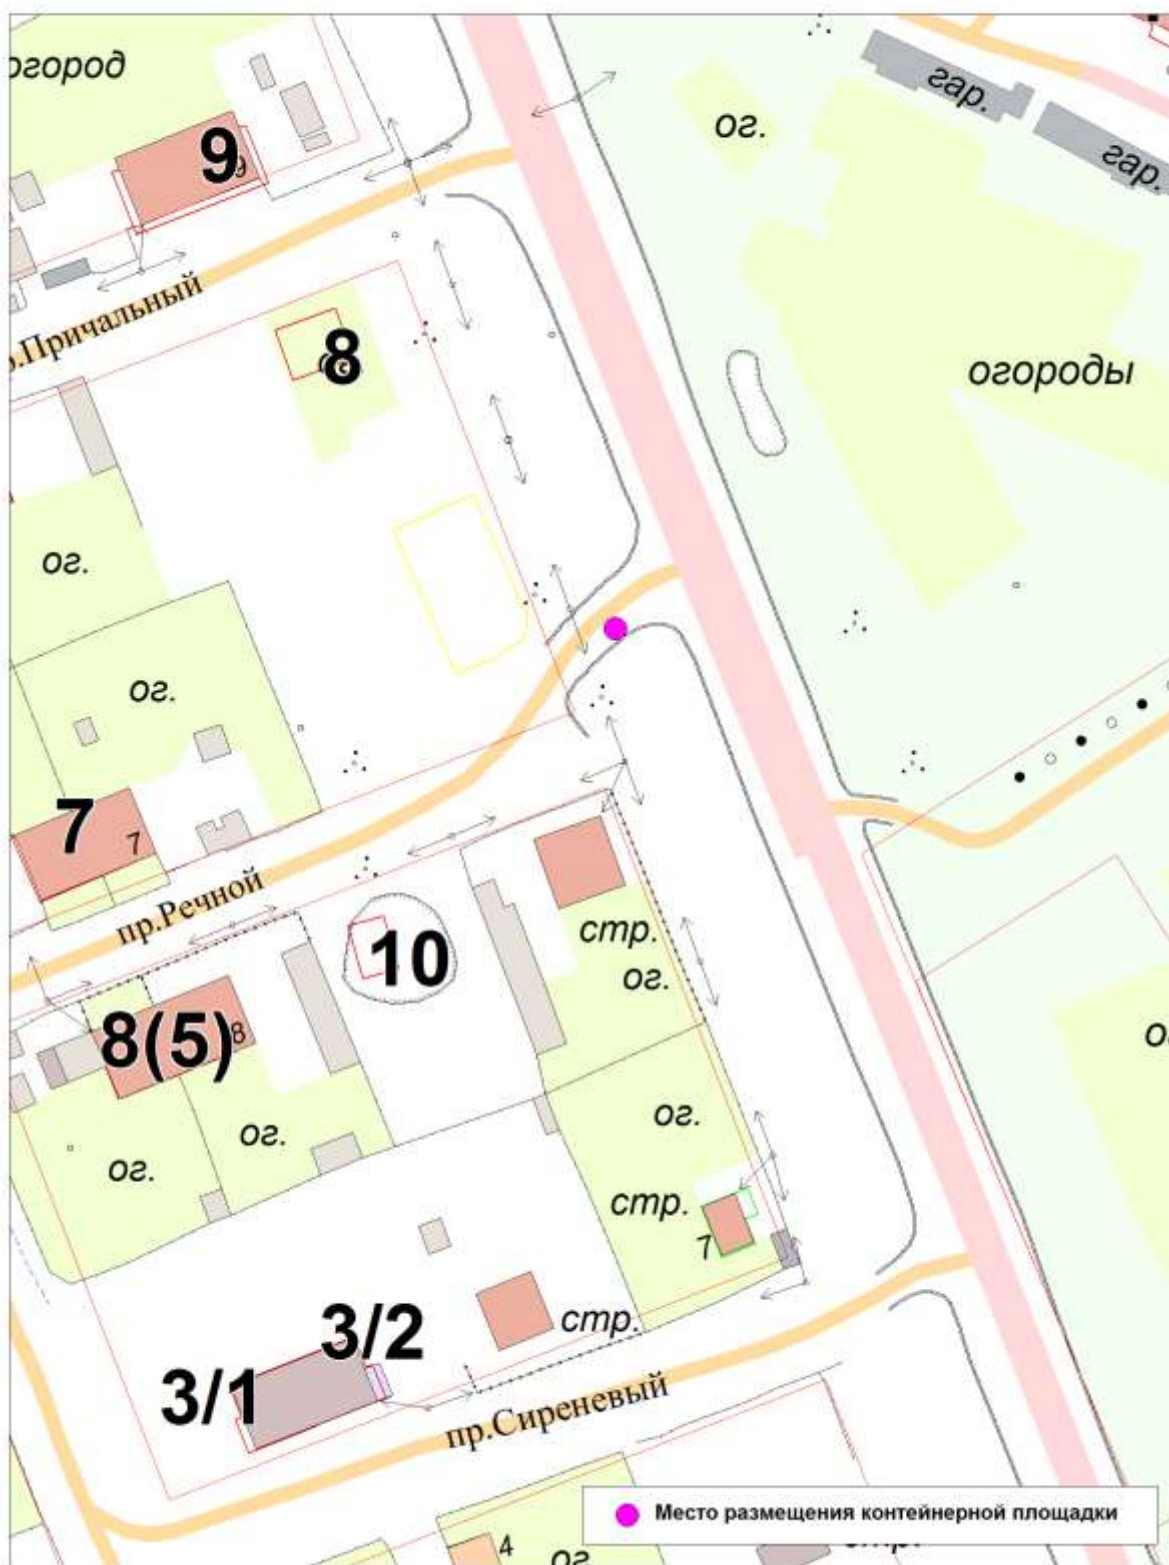 огород
ог.
гар.
гар.
9
9
р.Причальный
8
огороды
ог.
ог.
7
7
пр.Речной
стр.
ог.
10
8(5)
8
ог.
ог.
ог.
стр.
7
3/2
стр.
3/1
пр.Сиреневый
Место размещения контейнерной площадки
4